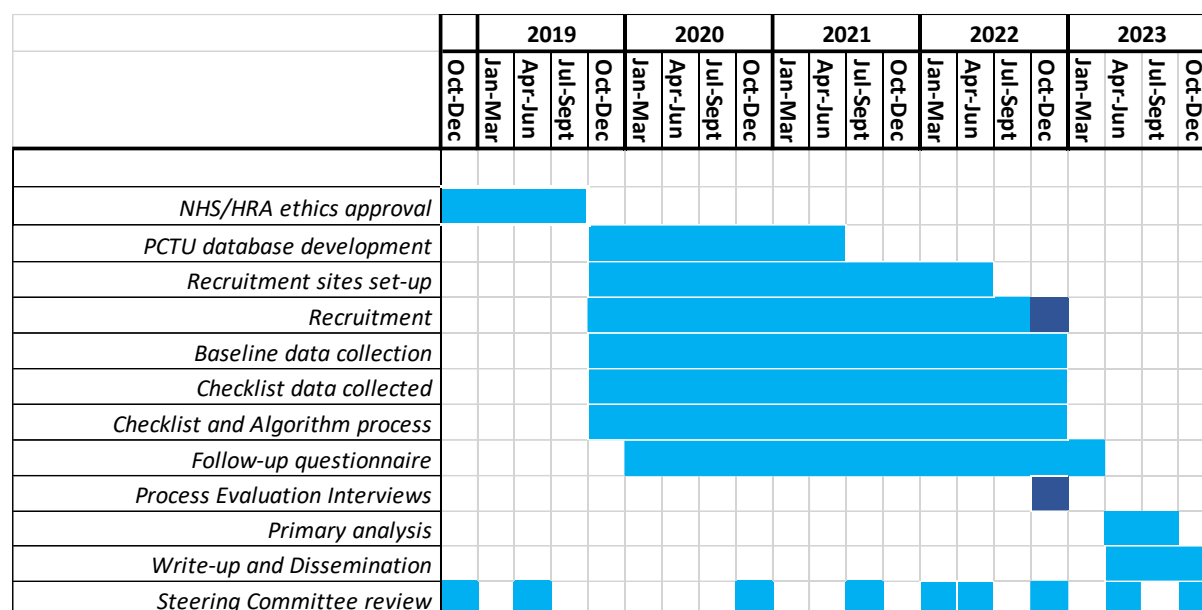 2019 2020 2021 2022 2023
Oct-Dec Jan-Mar Apr-Jun Jul-Sept Oct-Dec Jan-Mar Apr-Jun Jul-Sept Oct-Dec Jan-Mar Apr-Jun Jul-Sept Oct-Dec Jan-Mar Apr-Jun Jul-Sept Oct-Dec Jan-Mar Apr-Jun Jul-Sept Oct-Dec
NHS/HRA ethics approval
PCTU database development
Recruitment sites set-up
Recruitment
Baseline data collection
Checklist data collected
Checklist and Algorithm process
Follow-up questionnaire
Process Evaluation Interviews
Primary analysis
Write-up and Dissemination
Steering Committee review